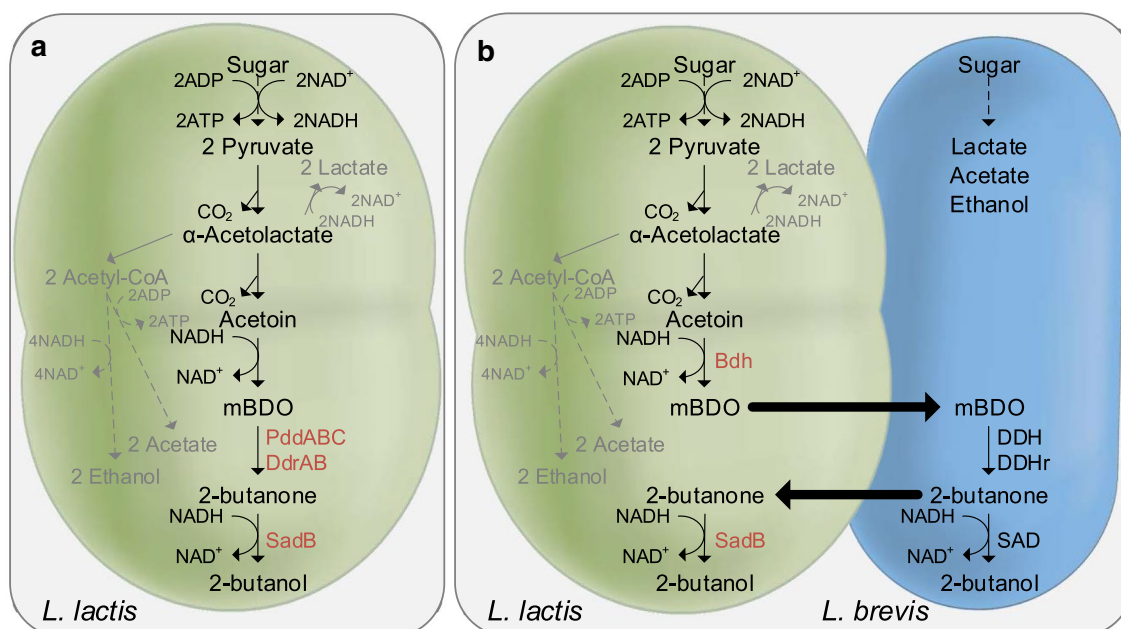 a
Sugar
2ADP 2NAD⁺
2ATP 2NADH
2 Pyruvate
2 Lactate
2NAD⁺
2NADH
CO₂
α-Acetolactate
2 Acetyl-CoA
2ADP
2ATP
CO₂
Acetoin
4NADH
4NAD⁺
NADH
NAD⁺
mBDO
2 Acetate
2 Ethanol
PddABC
DdrAB
2-butanone
NADH
SadB
NAD⁺
2-butanol
L. lactis
b
Sugar
2ADP 2NAD⁺
2ATP 2NADH
2 Pyruvate
2 Lactate
2NAD⁺
2NADH
CO₂
α-Acetolactate
2 Acetyl-CoA
2ADP
2ATP
CO₂
Acetoin
4NADH
4NAD⁺
NADH
Bdh
NAD⁺
mBDO
2 Acetate
2 Ethanol
2-butanone
NADH
SadB
NAD⁺
2-butanol
L. lactis
Sugar
Lactate
Acetate
Ethanol
mBDO
DDH
DDHr
2-butanone
NADH
SAD
NAD⁺
2-butanol
L. brevis